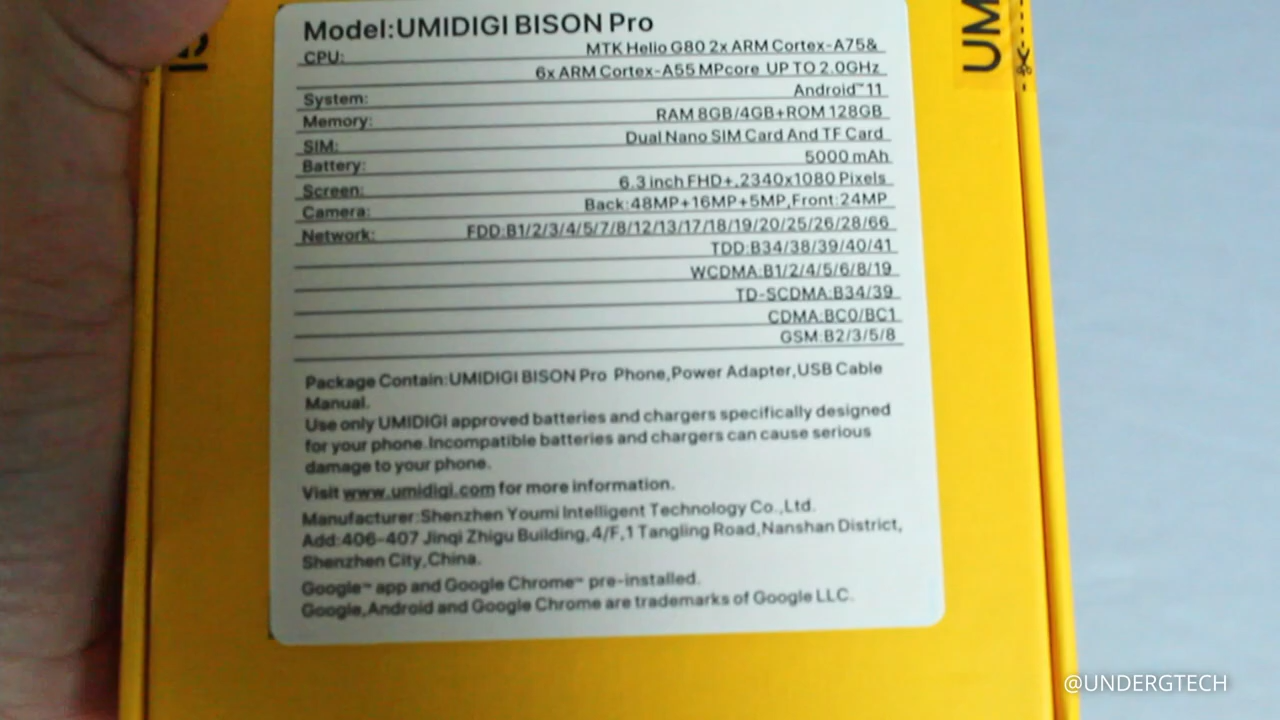 Model:UMIDIGI BISON Pro
CPU: MTK Helio G80 2x ARM Cortex-A75&
6x ARM Cortex-A55 MPcore UP TO 2.0GHz
System: Android™ 11
Memory: RAM 8GB/4GB+ROM 128GB
SIM: Dual Nano SIM Card And TF Card
Battery: 5000 mAh
Screen: 6.3 inch FHD+,2340x1080 Pixels
Camera: Back:48MP+16MP+5MP,Front:24MP
Network: FDD:B1/2/3/4/5/7/8/12/13/17/18/19/20/25/26/28/66
TDD:B34/38/39/40/41
WCDMA:B1/2/4/5/6/8/19
TD-SCDMA:B34/39
CDMA:BC0/BC1
GSM:B2/3/5/8
Package Contain:UMIDIGI BISON Pro Phone,Power Adapter,USB Cable
Manual.
Use only UMIDIGI approved batteries and chargers specifically designed
for your phone.Incompatible batteries and chargers can cause serious
damage to your phone.
Visit www.umidigi.com for more information.
Manufacturer:Shenzhen Youmi Intelligent Technology Co.,Ltd.
Add:406-407 Jinqi Zhigu Building,4/F,1 Tangling Road,Nanshan District,
Shenzhen City,China.
Google™ app and Google Chrome™ pre-installed.
Google,Android and Google Chrome are trademarks of Google LLC.
UM
@UNDERGTECH